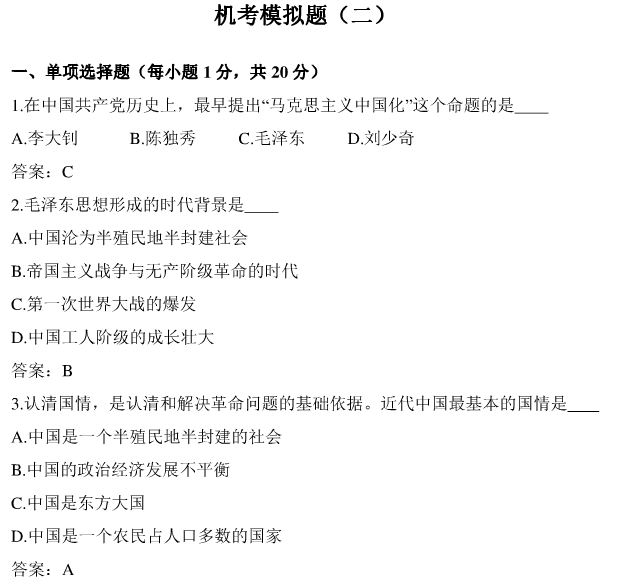 机考模拟题（二）
一、单项选择题（每小题 1 分，共 20 分）
1.在中国共产党历史上，最早提出“马克思主义中国化”这个命题的是____
A.李大钊 B.陈独秀 C.毛泽东 D.刘少奇
答案：C
2.毛泽东思想形成的时代背景是____
A.中国沦为半殖民地半封建社会
B.帝国主义战争与无产阶级革命的时代
C.第一次世界大战的爆发
D.中国工人阶级的成长壮大
答案：B
3.认清国情，是认清和解决革命问题的基础依据。近代中国最基本的国情是____
A.中国是一个半殖民地半封建的社会
B.中国的政治经济发展不平衡
C.中国是东方大国
D.中国是一个农民占人口多数的国家
答案：A